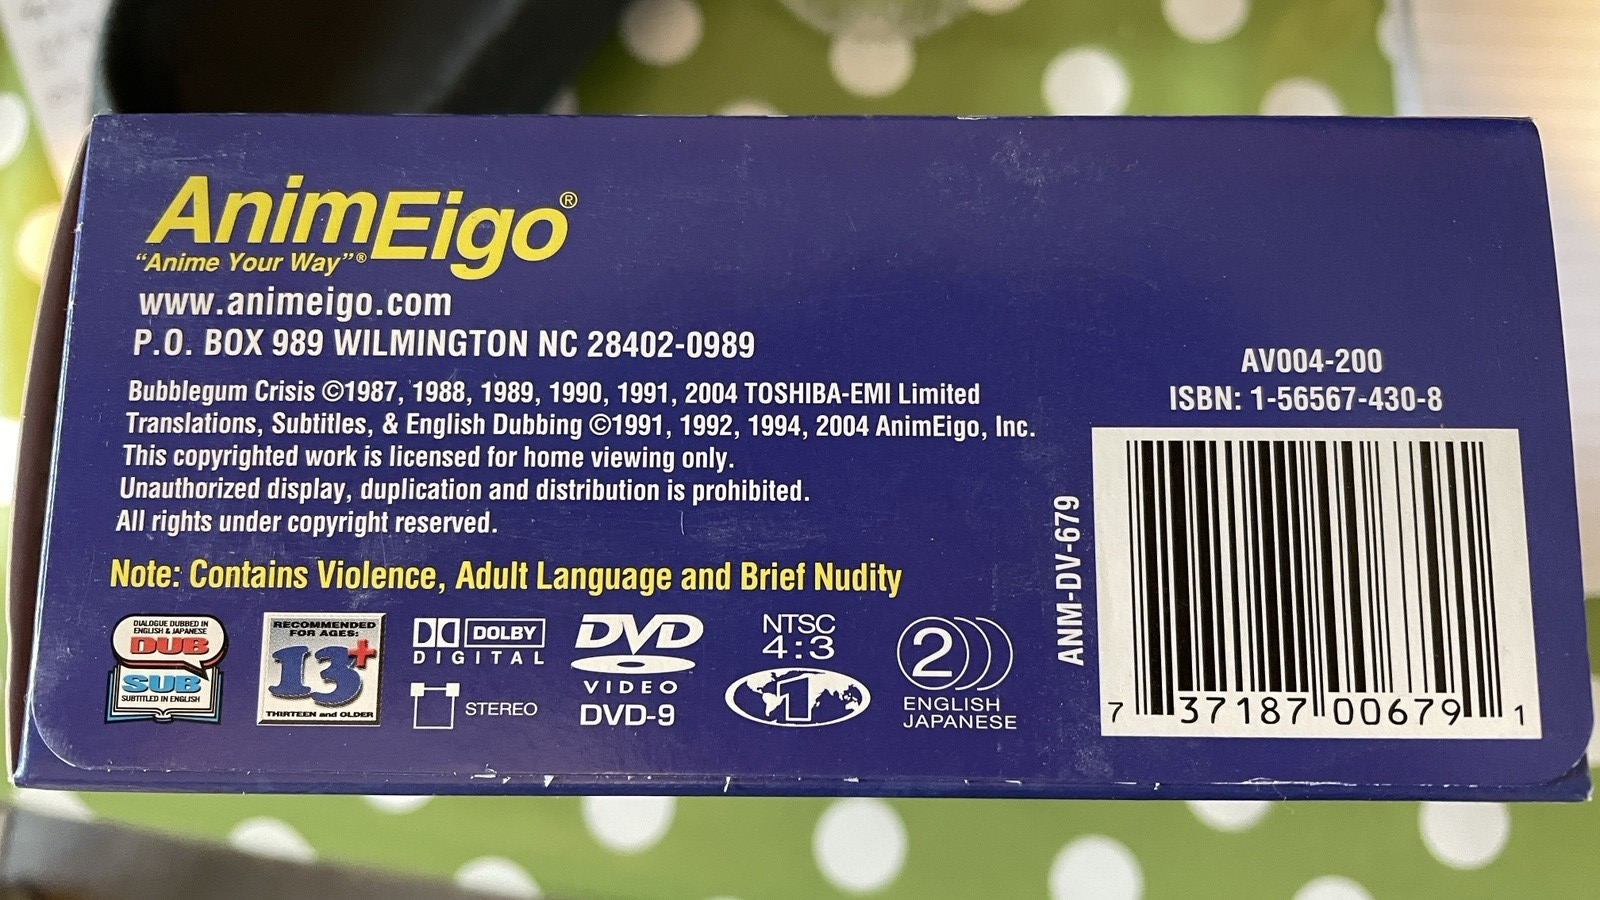 AnimEigo®
"Anime Your Way"®
www.animeigo.com
P.O. BOX 989 WILMINGTON NC 28402-0989
Bubblegum Crisis ©1987, 1988, 1989, 1990, 1991, 2004 TOSHIBA-EMI Limited
Translations, Subtitles, & English Dubbing ©1991, 1992, 1994, 2004 AnimEigo, Inc.
This copyrighted work is licensed for home viewing only.
Unauthorized display, duplication and distribution is prohibited.
All rights under copyright reserved.
Note: Contains Violence, Adult Language and Brief Nudity
DIALOGUE DUBBED IN
ENGLISH & JAPANESE
DUB
SUB
SUBTITLED IN ENGLISH
RECOMMENDED
FOR AGES:
13+
THIRTEEN and OLDER
DOLBY
DIGITAL
STEREO
DVD
VIDEO
DVD-9
NTSC
4:3
1
2
ENGLISH
JAPANESE
AV004-200
ISBN: 1-56567-430-8
ANM-DV-679
7 37187 00679 1